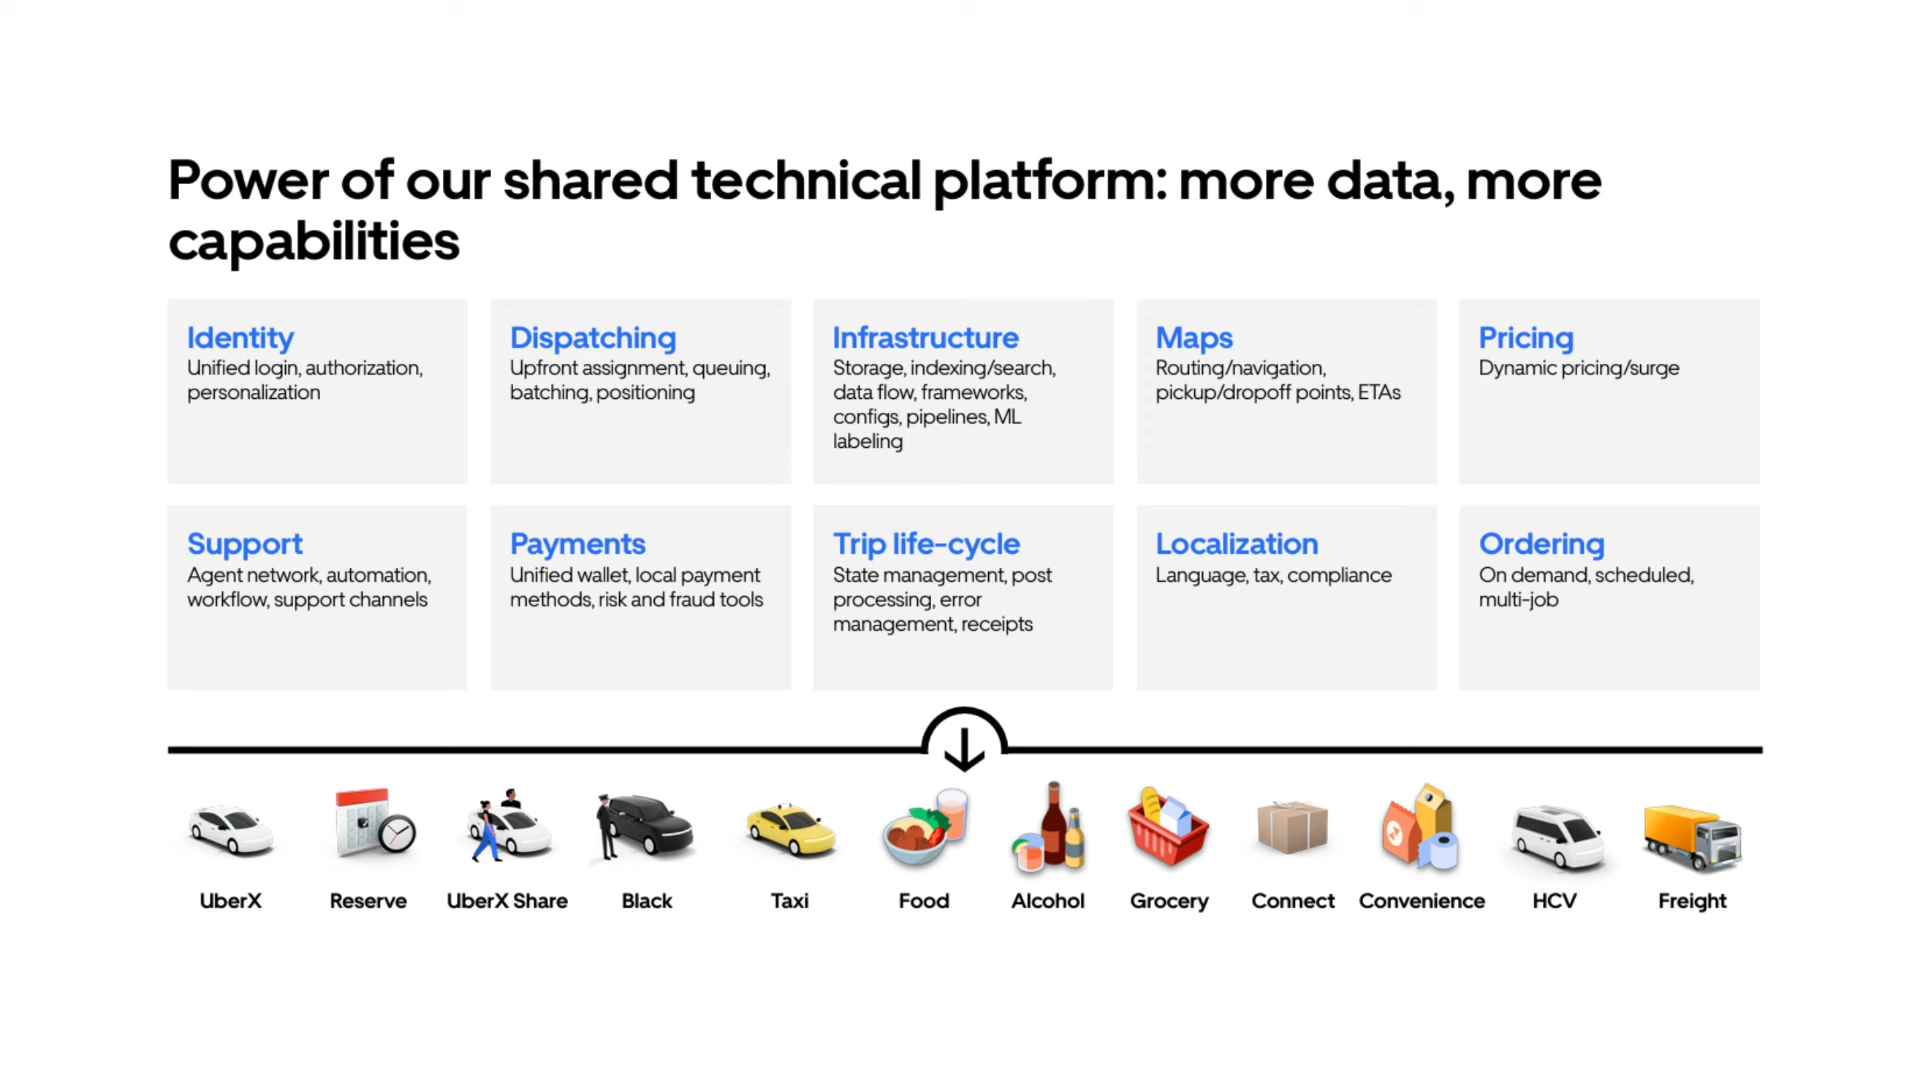 Power of our shared technical platform: more data, more
capabilities
Identity
Unified login, authorization,
personalization
Dispatching
Upfront assignment, queuing,
batching, positioning
Infrastructure
Storage, indexing/search,
data flow, frameworks,
configs, pipelines, ML
labeling
Maps
Routing/navigation,
pickup/dropoff points, ETAs
Pricing
Dynamic pricing/surge
Support
Agent network, automation,
workflow, support channels
Payments
Unified wallet, local payment
methods, risk and fraud tools
Trip life-cycle
State management, post
processing, error
management, receipts
Localization
Language, tax, compliance
Ordering
On demand, scheduled,
multi-job
UberX
Reserve
UberX Share
Black
Taxi
Food
Alcohol
Grocery
Connect
Convenience
HCV
Freight